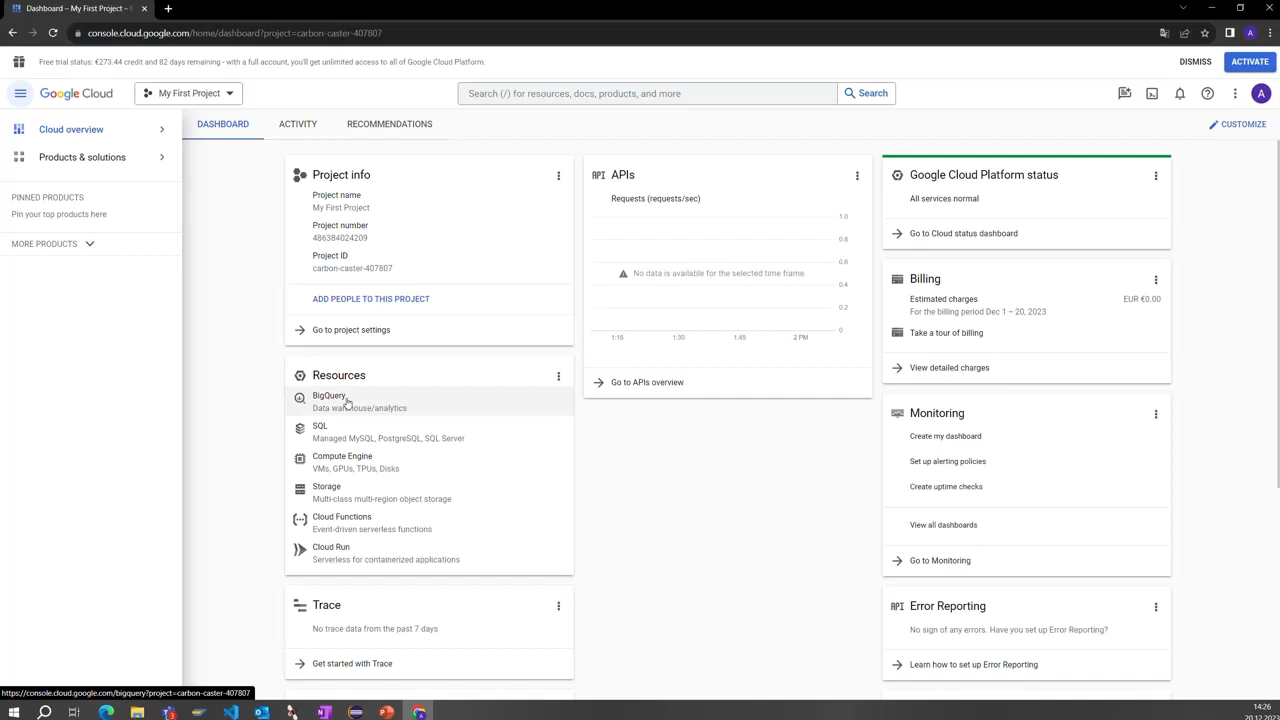 Dashboard – My First Project – G
console.cloud.google.com/home/dashboard?project=carbon-caster-407807
A
Free trial status: €273.44 credit and 82 days remaining - with a full account, you'll get unlimited access to all of Google Cloud Platform.
DISMISS
ACTIVATE
Google Cloud
My First Project
Search (/) for resources, docs, products, and more
Search
A
Cloud overview
Products & solutions
PINNED PRODUCTS
Pin your top products here
MORE PRODUCTS
DASHBOARD
ACTIVITY
RECOMMENDATIONS
CUSTOMIZE
Project info
Project name
My First Project
Project number
486384024209
Project ID
carbon-caster-407807
ADD PEOPLE TO THIS PROJECT
Go to project settings
Resources
BigQuery
Data warehouse/analytics
SQL
Managed MySQL, PostgreSQL, SQL Server
Compute Engine
VMs, GPUs, TPUs, Disks
Storage
Multi-class multi-region object storage
Cloud Functions
Event-driven serverless functions
Cloud Run
Serverless for containerized applications
Trace
No trace data from the past 7 days
Get started with Trace
API APIs
Requests (requests/sec)
1.0
0.8
0.6
0.4
0.2
0
No data is available for the selected time frame.
1:15
1:30
1:45
2 PM
Go to APIs overview
Google Cloud Platform status
All services normal
Go to Cloud status dashboard
Billing
Estimated charges
EUR €0.00
For the billing period Dec 1 – 20, 2023
Take a tour of billing
View detailed charges
Monitoring
Create my dashboard
Set up alerting policies
Create uptime checks
View all dashboards
Go to Monitoring
API Error Reporting
No sign of any errors. Have you set up Error Reporting?
Learn how to set up Error Reporting
https://console.cloud.google.com/bigquery?project=carbon-caster-407807
14:26
20.12.2023